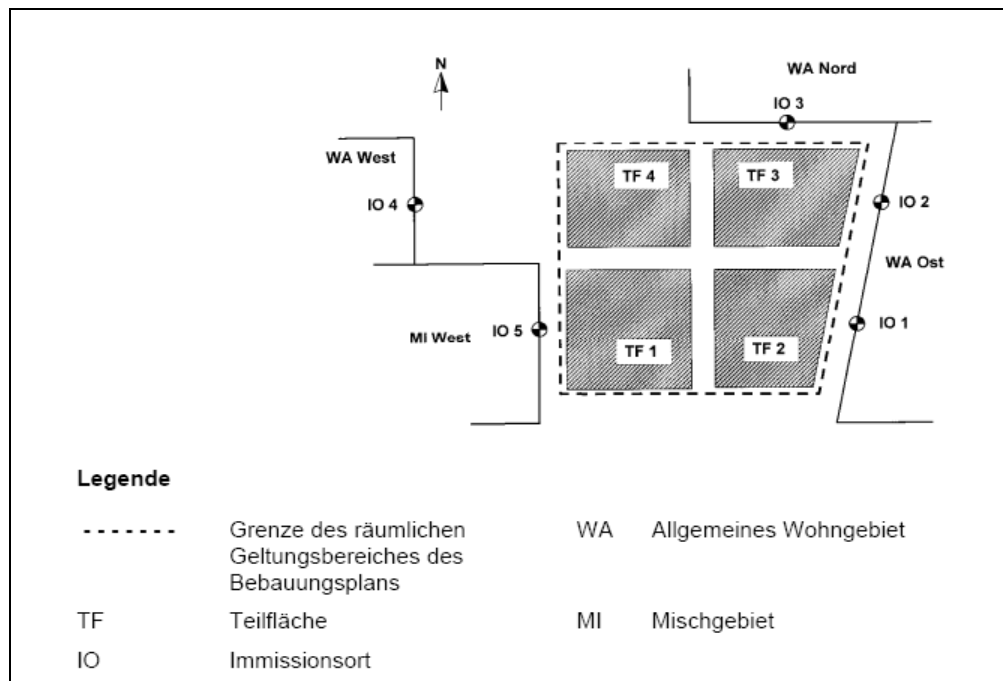 N
WA Nord
IO 3
WA West
TF 4
TF 3
IO 4
IO 2
WA Ost
MI West
IO 5
IO 1
TF 1
TF 2
Legende
Grenze des räumlichen
Geltungsbereiches des
Bebauungsplans
WA Allgemeines Wohngebiet
TF Teilfläche
MI Mischgebiet
IO Immissionsort